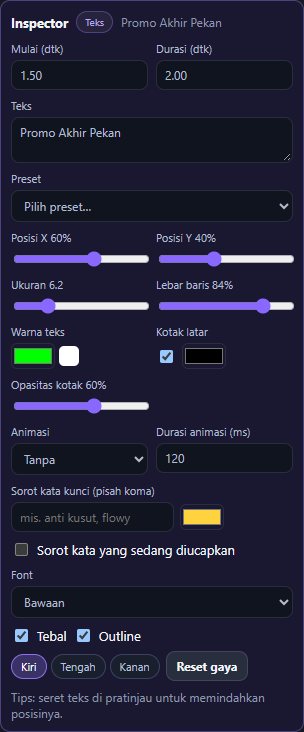 Inspector Teks Promo Akhir Pekan
Mulai (dtk) Durasi (dtk)
1.50 2.00
Teks
Promo Akhir Pekan
Preset
Pilih preset...
Posisi X 60% Posisi Y 40%
Ukuran 6.2 Lebar baris 84%
Warna teks Kotak latar
Opasitas kotak 60%
Animasi Durasi animasi (ms)
Tanpa 120
Sorot kata kunci (pisah koma)
mis. anti kusut, flowy
Sorot kata yang sedang diucapkan
Font
Bawaan
Tebal Outline
Kiri Tengah Kanan Reset gaya
Tips: seret teks di pratinjau untuk memindahkan
posisinya.